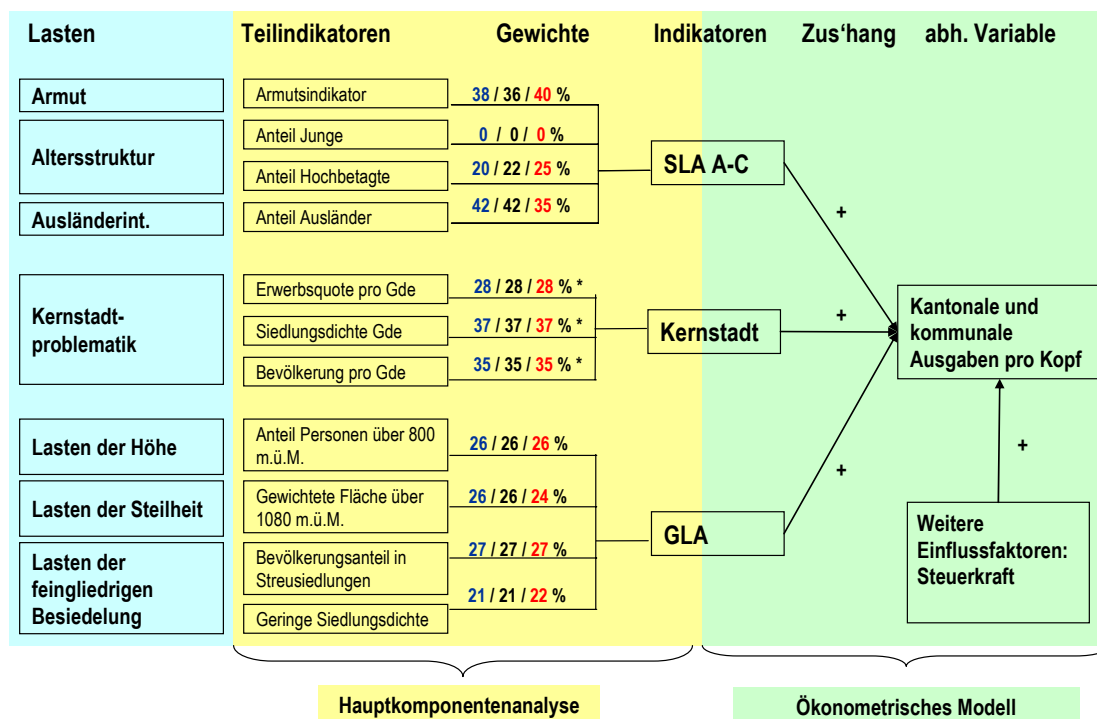 Lasten Teilindikatoren Gewichte Indikatoren Zus‘hang abh. Variable
Armut
Armutsindikator
38 / 36 / 40 %
Altersstruktur
Anteil Junge
0 / 0 / 0 %
Anteil Hochbetagte
20 / 22 / 25 %
Ausländerint.
Anteil Ausländer
42 / 42 / 35 %
SLA A-C
+
Kernstadt-
problematik
Erwerbsquote pro Gde
28 / 28 / 28 % *
Siedlungsdichte Gde
37 / 37 / 37 % *
Bevölkerung pro Gde
35 / 35 / 35 % *
Kernstadt
+
Kantonale und
kommunale
Ausgaben pro Kopf
Lasten der Höhe
Anteil Personen über 800
m.ü.M.
26 / 26 / 26 %
Lasten der Steilheit
Gewichtete Fläche über
1080 m.ü.M.
26 / 26 / 24 %
Lasten der
feingliedrigen
Besiedelung
Bevölkerungsanteil in
Streusiedlungen
27 / 27 / 27 %
Geringe Siedlungsdichte
21 / 21 / 22 %
GLA
+
+
Weitere
Einflussfaktoren:
Steuerkraft
Hauptkomponentenanalyse
Ökonometrisches Modell